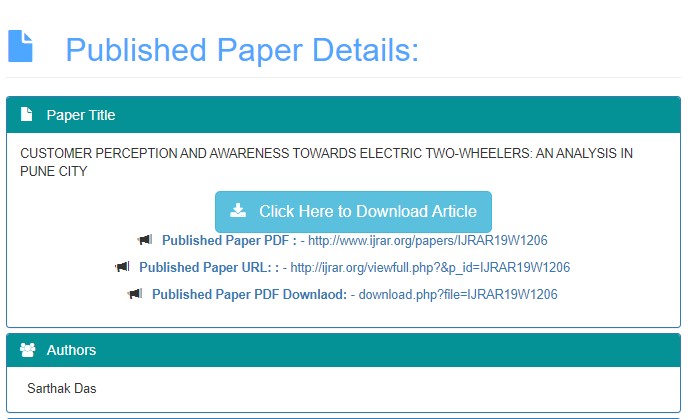 Published Paper Details:
Paper Title
CUSTOMER PERCEPTION AND AWARENESS TOWARDS ELECTRIC TWO-WHEELERS: AN ANALYSIS IN
PUNE CITY
Click Here to Download Article
Published Paper PDF : - http://www.ijrar.org/papers/IJRAR19W1206
Published Paper URL: : - http://ijrar.org/viewfull.php?&p_id=IJRAR19W1206
Published Paper PDF Downlaod: - download.php?file=IJRAR19W1206
Authors
Sarthak Das